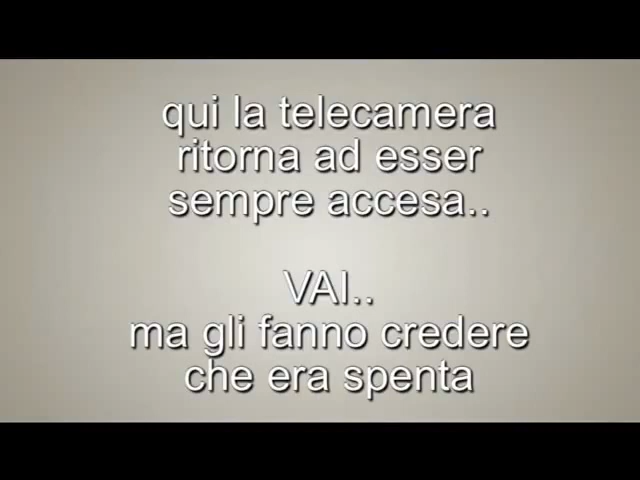 qui la telecamera
ritorna ad esser
sempre accesa..
VAI..
ma gli fanno credere
che era spenta